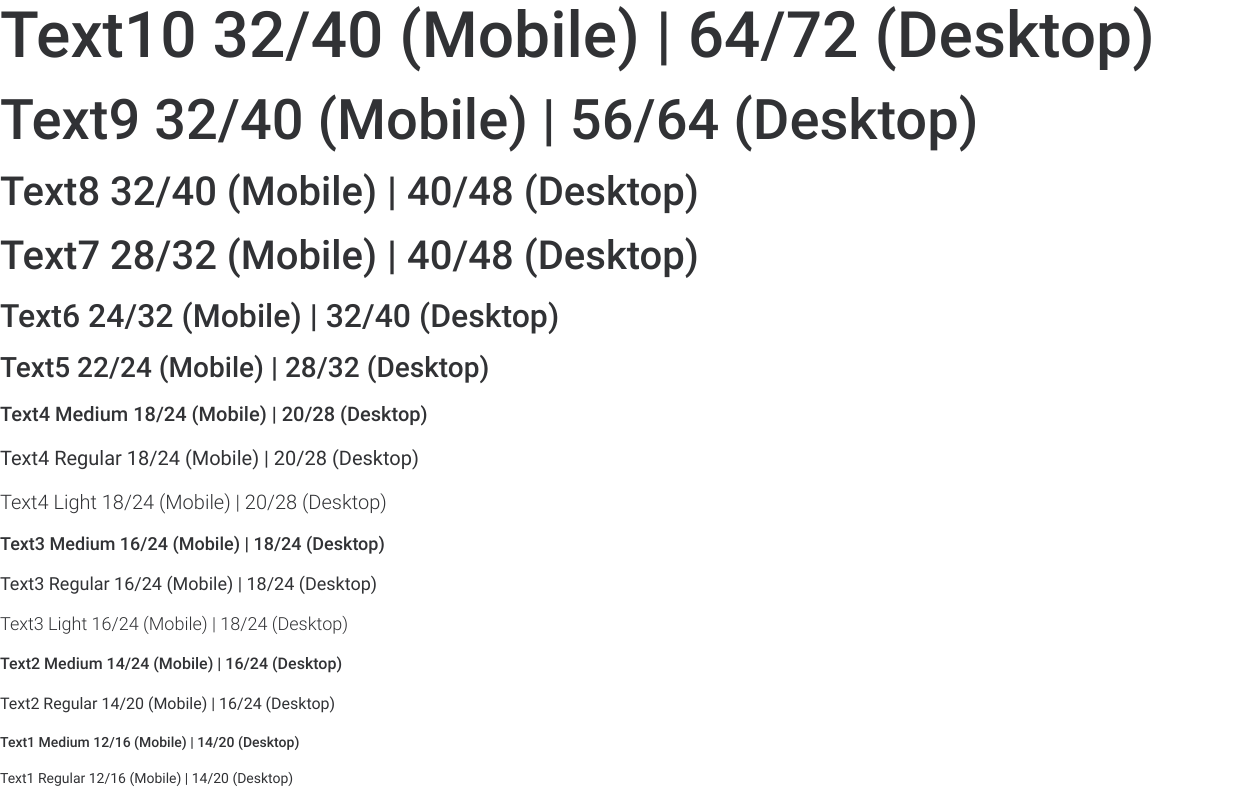 Text10 32/40 (Mobile) | 64/72 (Desktop)
Text9 32/40 (Mobile) | 56/64 (Desktop)
Text8 32/40 (Mobile) | 40/48 (Desktop)
Text7 28/32 (Mobile) | 40/48 (Desktop)
Text6 24/32 (Mobile) | 32/40 (Desktop)
Text5 22/24 (Mobile) | 28/32 (Desktop)
Text4 Medium 18/24 (Mobile) | 20/28 (Desktop)
Text4 Regular 18/24 (Mobile) | 20/28 (Desktop)
Text4 Light 18/24 (Mobile) | 20/28 (Desktop)
Text3 Medium 16/24 (Mobile) | 18/24 (Desktop)
Text3 Regular 16/24 (Mobile) | 18/24 (Desktop)
Text3 Light 16/24 (Mobile) | 18/24 (Desktop)
Text2 Medium 14/24 (Mobile) | 16/24 (Desktop)
Text2 Regular 14/20 (Mobile) | 16/24 (Desktop)
Text1 Medium 12/16 (Mobile) | 14/20 (Desktop)
Text1 Regular 12/16 (Mobile) | 14/20 (Desktop)